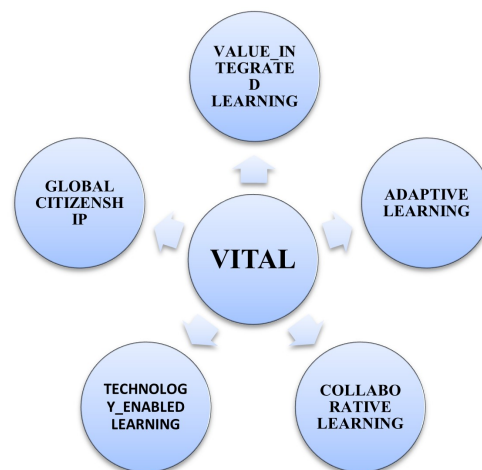 VALUE_IN
TEGRATE
D
LEARNING
GLOBAL
CITIZENSH
IP
ADAPTIVE
LEARNING
VITAL
TECHNOLOG
Y_ENABLED
LEARNING
COLLABO
RATIVE
LEARNING